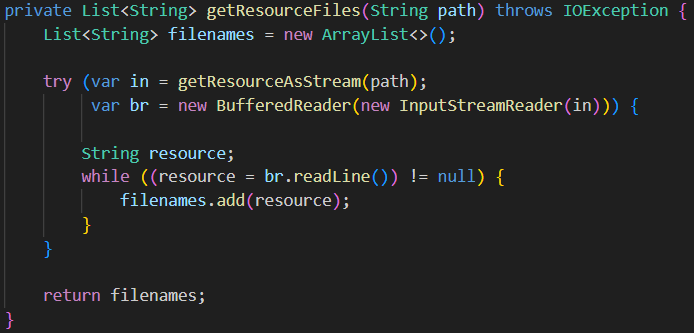 private List<String> getResourceFiles(String path) throws IOException {
    List<String> filenames = new ArrayList<>();

    try (var in = getResourceAsStream(path);
         var br = new BufferedReader(new InputStreamReader(in))) {

        String resource;
        while ((resource = br.readLine()) != null) {
            filenames.add(resource);
        }
    }

    return filenames;
}